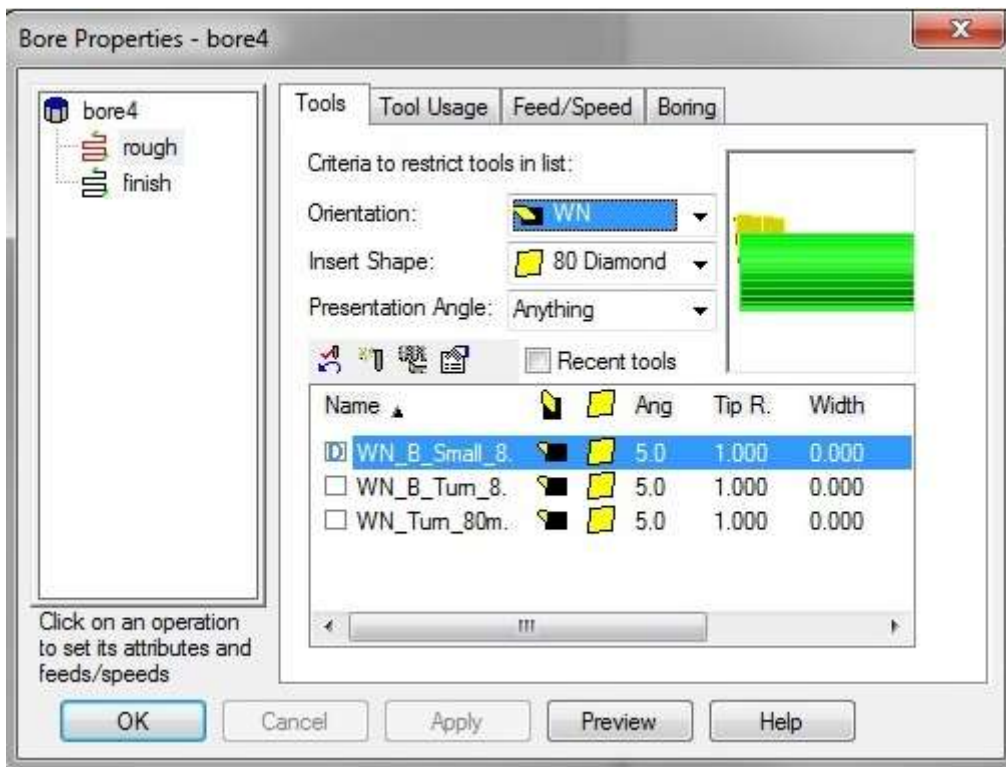 Bore Properties - bore4
bore4
rough
finish
Click on an operation
to set its attributes and
feeds/speeds
Tools Tool Usage Feed/Speed Boring
Criteria to restrict tools in list:
Orientation: WN
Insert Shape: 80 Diamond
Presentation Angle: Anything
Recent tools
Name Ang Tip R. Width
D WN_B_Small_8. 5.0 1.000 0.000
WN_B_Turn_8. 5.0 1.000 0.000
WN_Turn_80m. 5.0 1.000 0.000
OK Cancel Apply Preview Help